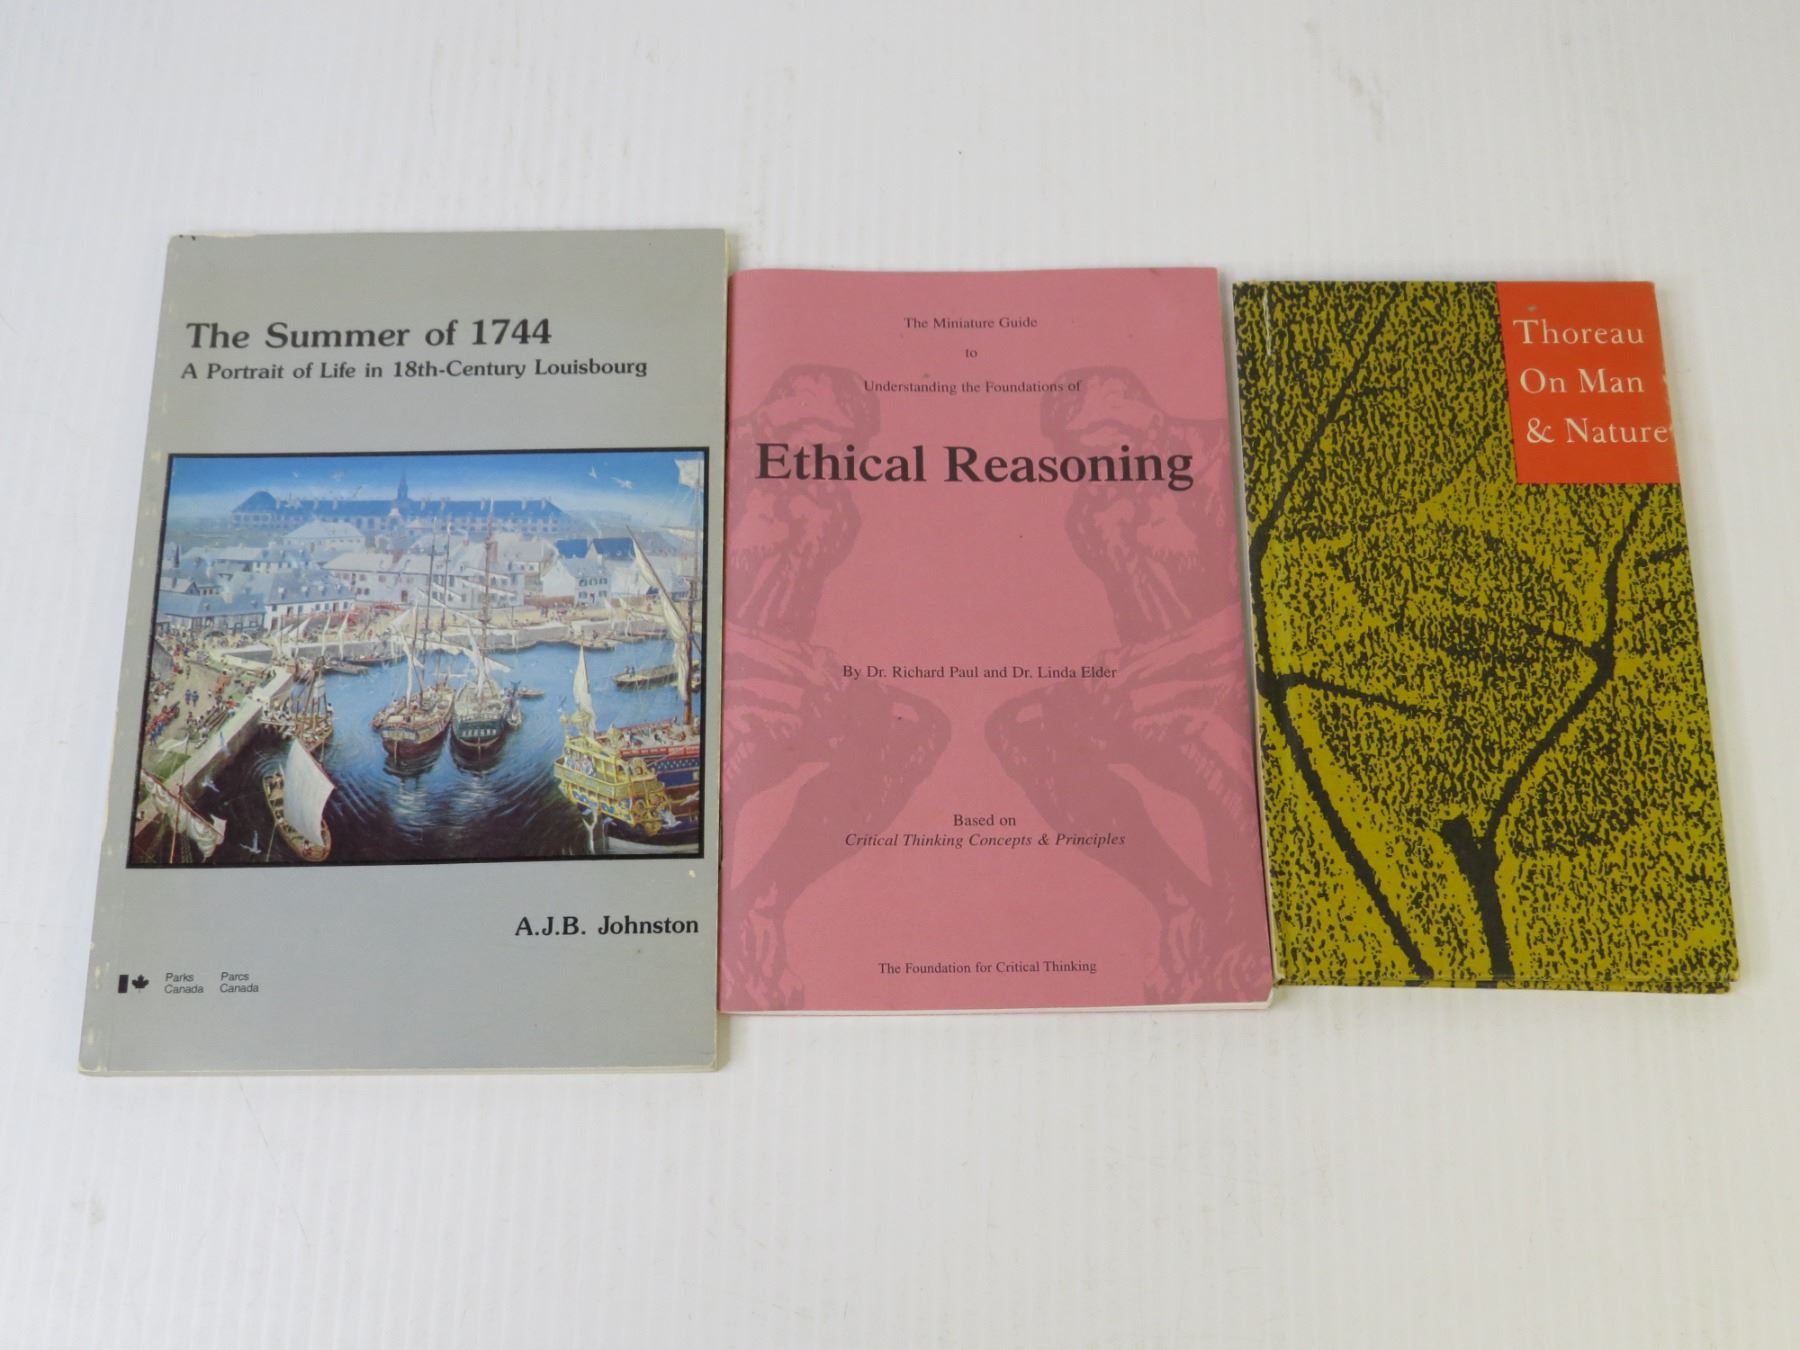 The Summer of 1744
A Portrait of Life in 18th-Century Louisbourg
A.J.B. Johnston
Parks Canada
Parcs Canada
The Miniature Guide
to
Understanding the Foundations of
Ethical Reasoning
By Dr. Richard Paul and Dr. Linda Elder
Based on
Critical Thinking Concepts & Principles
The Foundation for Critical Thinking
Thoreau
On Man
& Nature